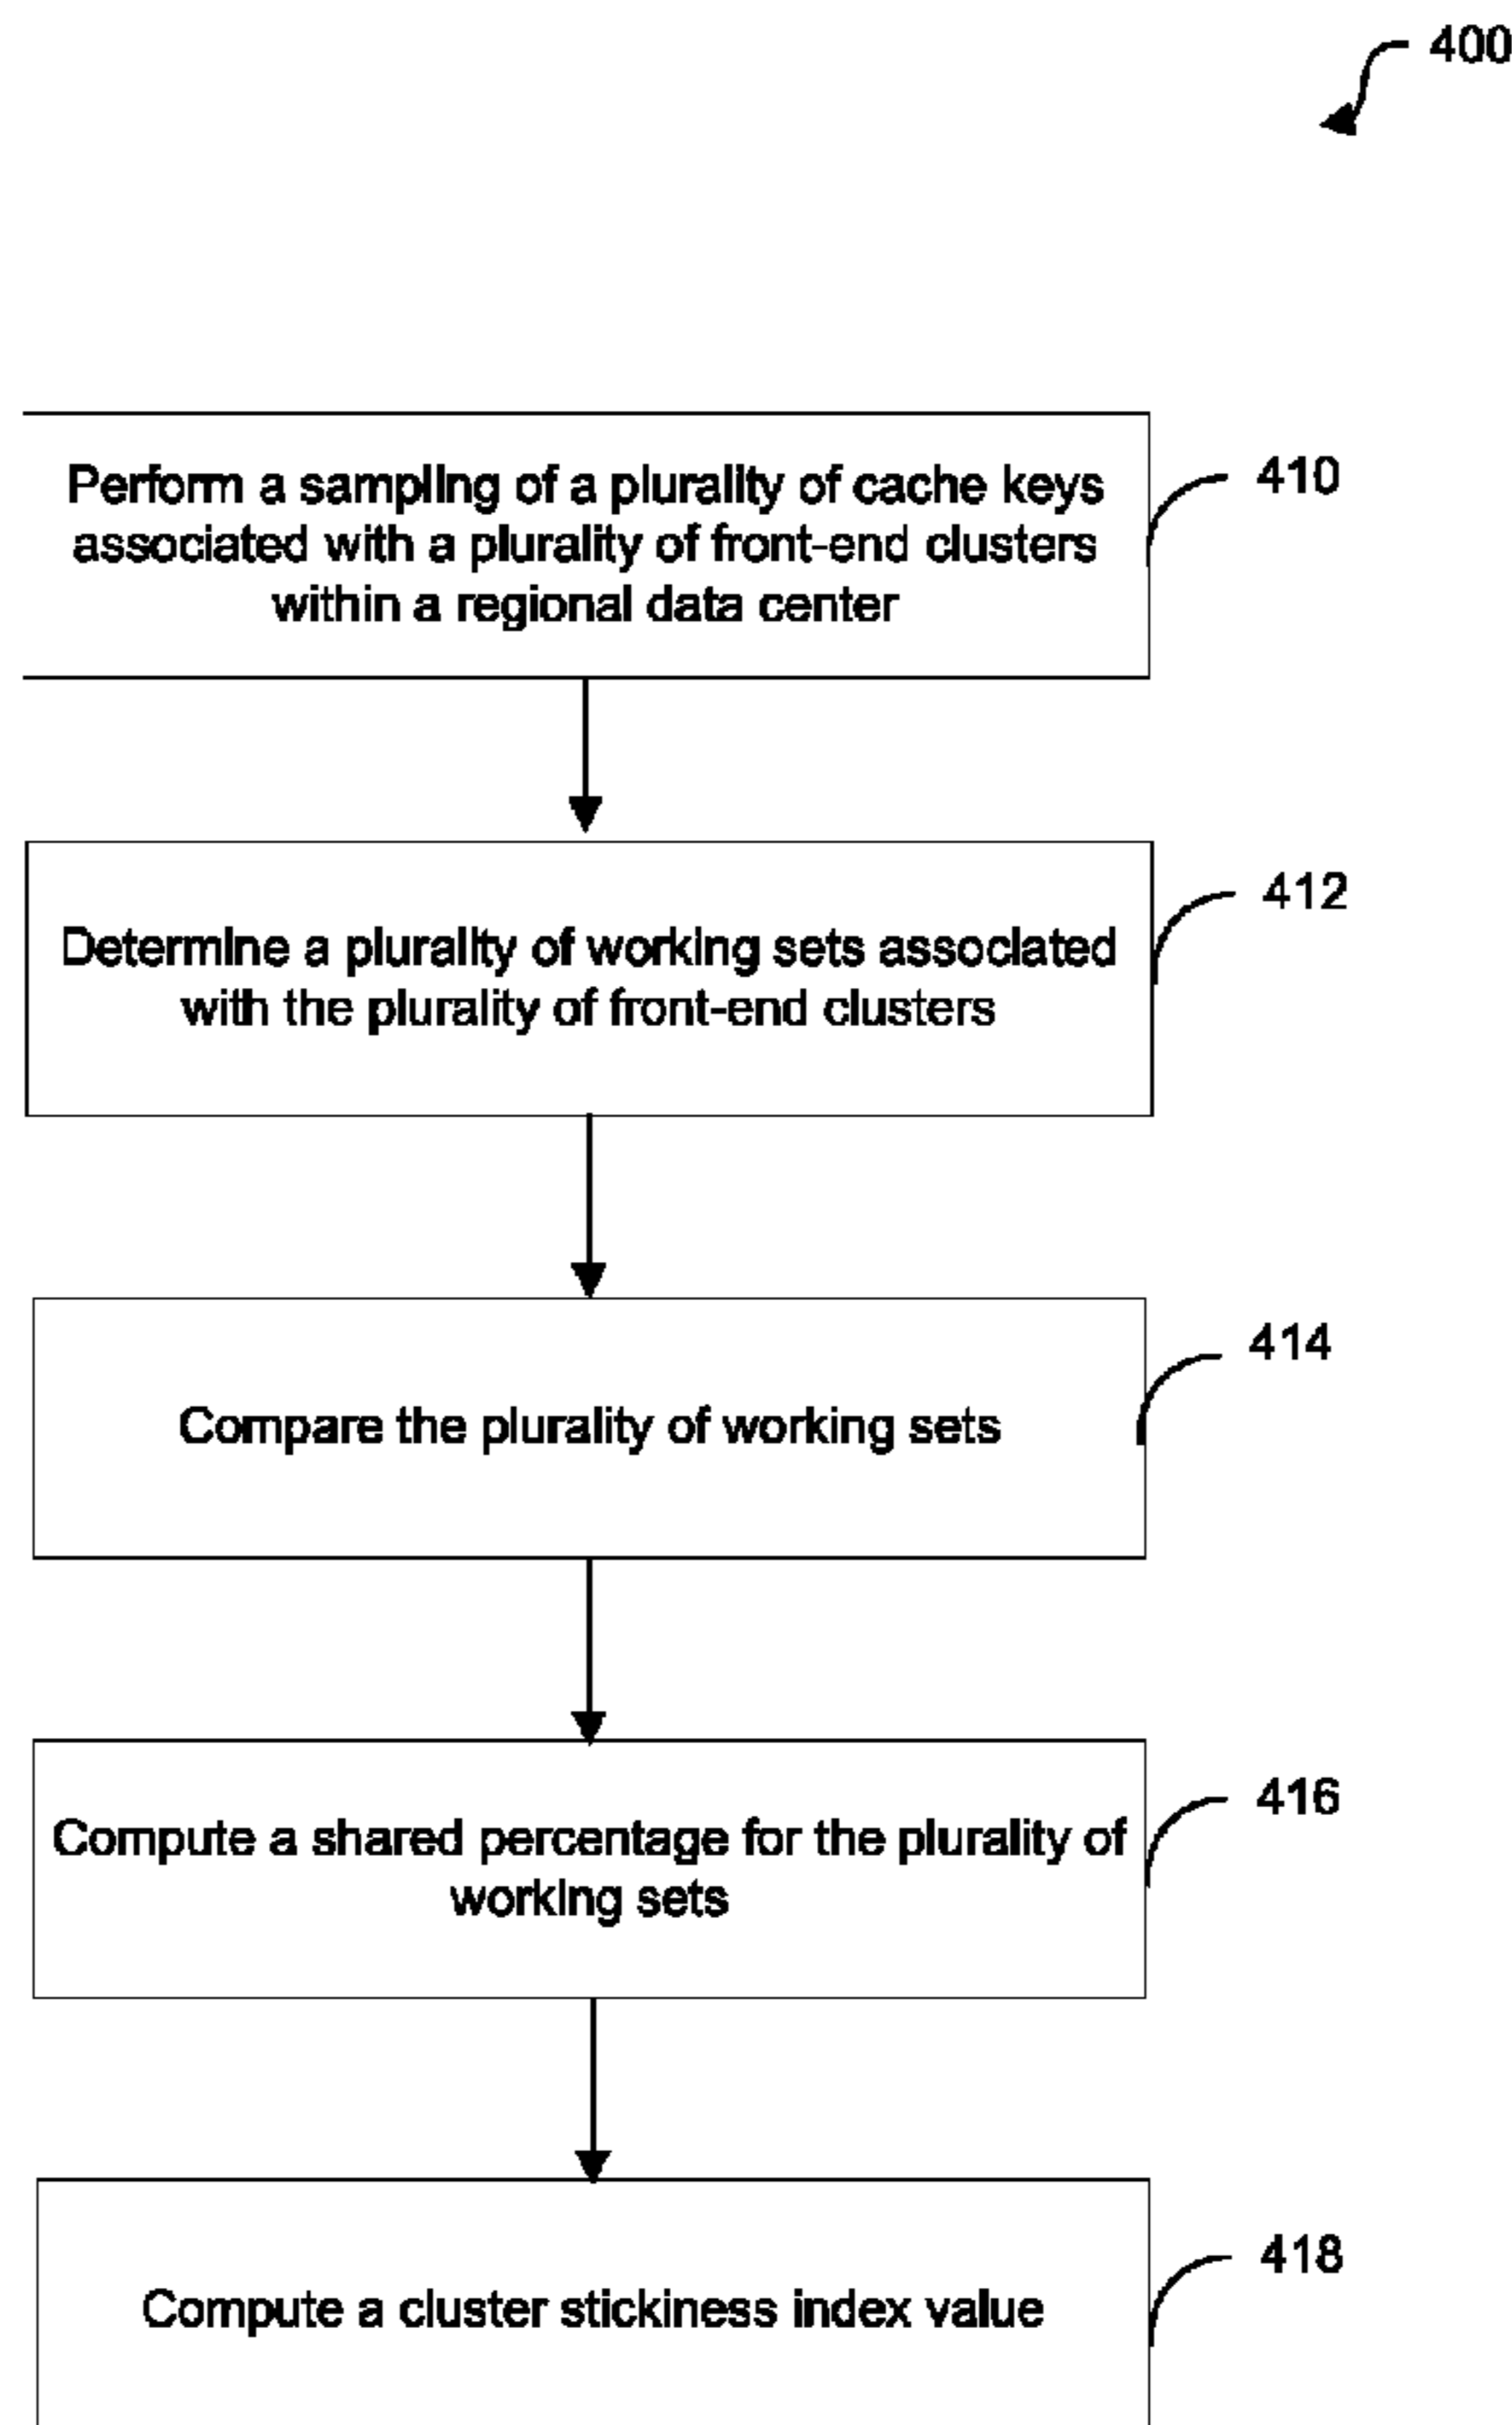 400
Perform a sampling of a plurality of cache keys
associated with a plurality of front-end clusters
within a regional data center
410
Determine a plurality of working sets associated
with the plurality of front-end clusters
412
Compare the plurality of working sets
414
Compute a shared percentage for the plurality of
working sets
416
Compute a cluster stickiness index value
418